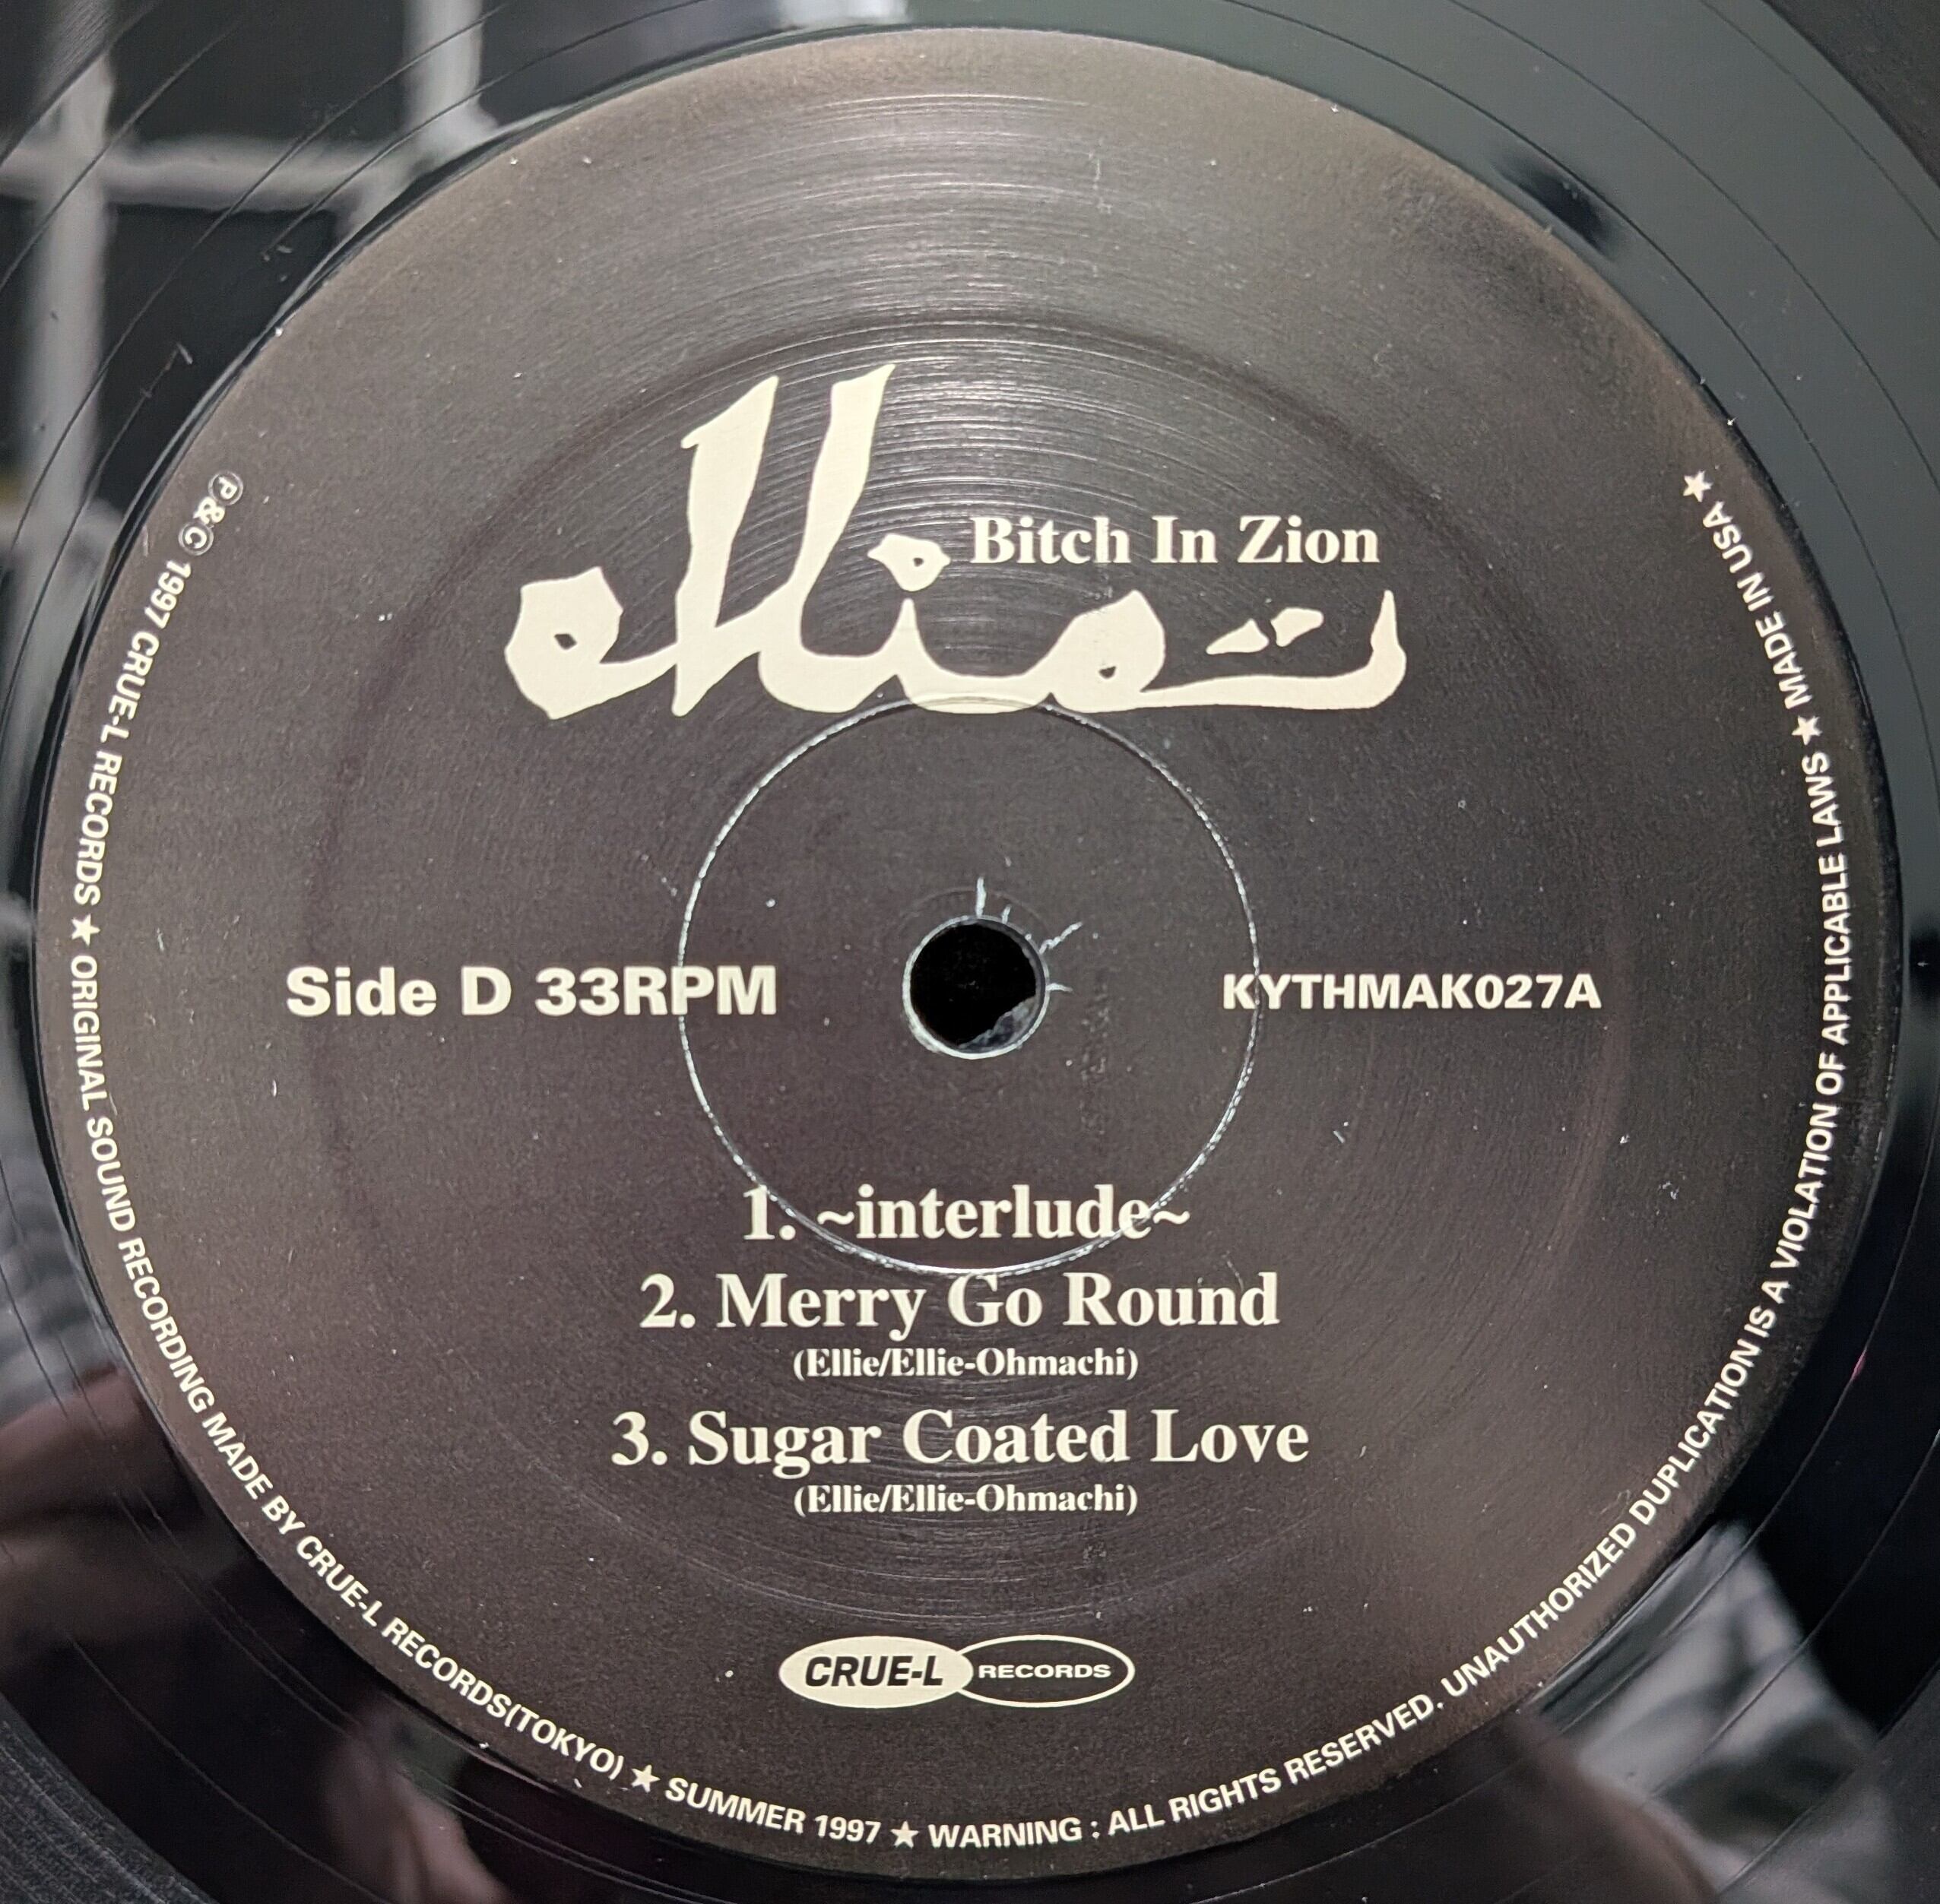 ellie
Bitch In Zion
Side D 33RPM
KYTHMAK027A
1. ~interlude~
2. Merry Go Round
(Ellie/Ellie-Ohmachi)
3. Sugar Coated Love
(Ellie/Ellie-Ohmachi)
CRUE-L RECORDS
Ⓟ&Ⓒ 1997 CRUE-L RECORDS ★ ORIGINAL SOUND RECORDING MADE BY CRUE-L RECORDS(TOKYO) ★ SUMMER 1997 ★ WARNING : ALL RIGHTS RESERVED. UNAUTHORIZED DUPLICATION IS A VIOLATION OF APPLICABLE LAWS ★ MADE IN USA ★